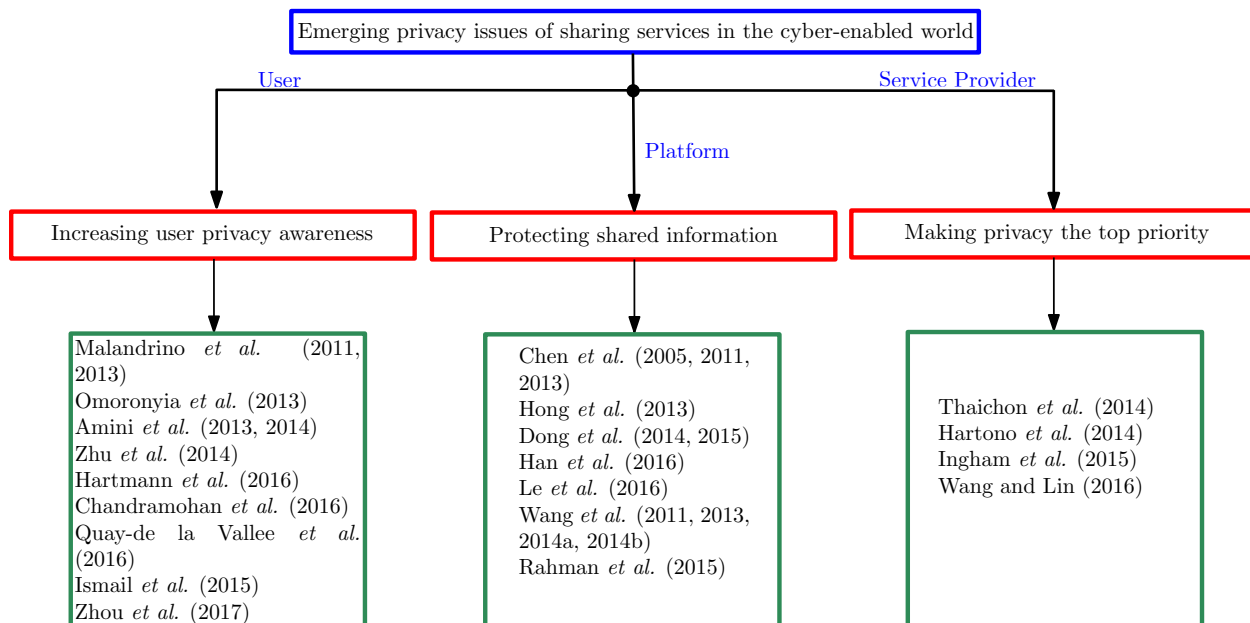 Emerging privacy issues of sharing services in the cyber-enabled world
User
Service Provider
Platform
Increasing user privacy awareness
Protecting shared information
Making privacy the top priority
Malandrino et al. (2011,
2013)
Omoronyia et al. (2013)
Amini et al. (2013, 2014)
Zhu et al. (2014)
Hartmann et al. (2016)
Chandramohan et al. (2016)
Quay-de la Vallee et al.
(2016)
Ismail et al. (2015)
Zhou et al. (2017)
Chen et al. (2005, 2011,
2013)
Hong et al. (2013)
Dong et al. (2014, 2015)
Han et al. (2016)
Le et al. (2016)
Wang et al. (2011, 2013,
2014a, 2014b)
Rahman et al. (2015)
Thaichon et al. (2014)
Hartono et al. (2014)
Ingham et al. (2015)
Wang and Lin (2016)